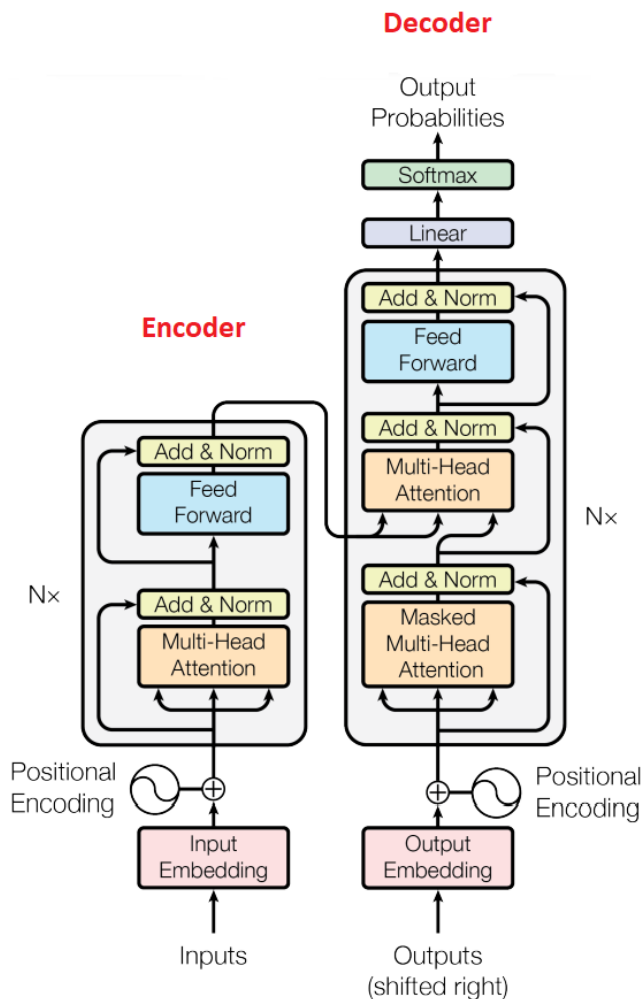 Decoder
Output
Probabilities
Softmax
Linear
Add & Norm
Feed
Forward
Add & Norm
Multi-Head
Attention
Nx
Add & Norm
Masked
Multi-Head
Attention
Positional
Encoding
Output
Embedding
Outputs
(shifted right)
Encoder
Add & Norm
Feed
Forward
Nx
Add & Norm
Multi-Head
Attention
Positional
Encoding
Input
Embedding
Inputs